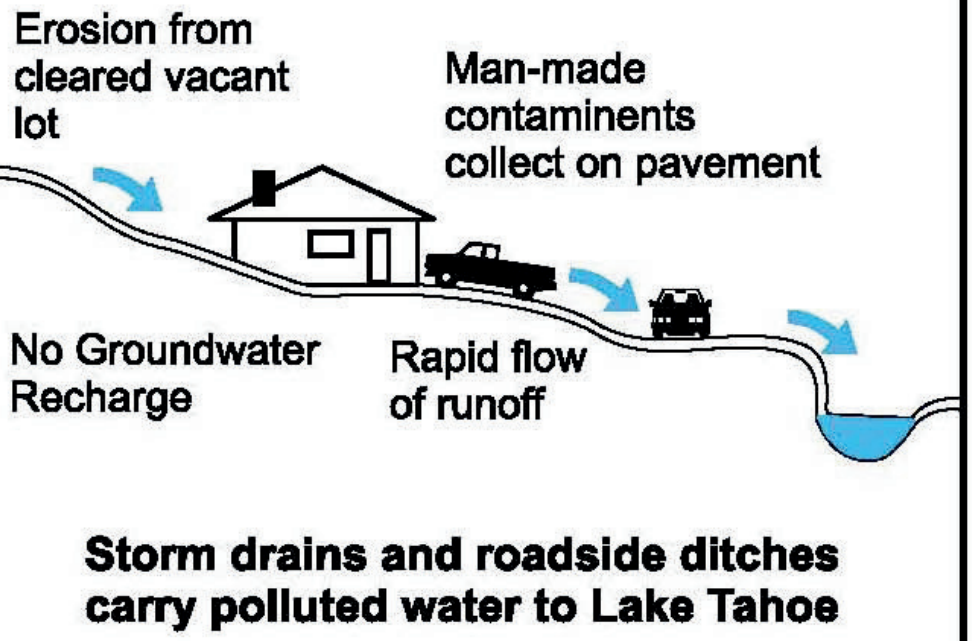 Erosion from
cleared vacant
lot
Man-made
contaminents
collect on pavement
No Groundwater
Recharge
Rapid flow
of runoff
Storm drains and roadside ditches
carry polluted water to Lake Tahoe